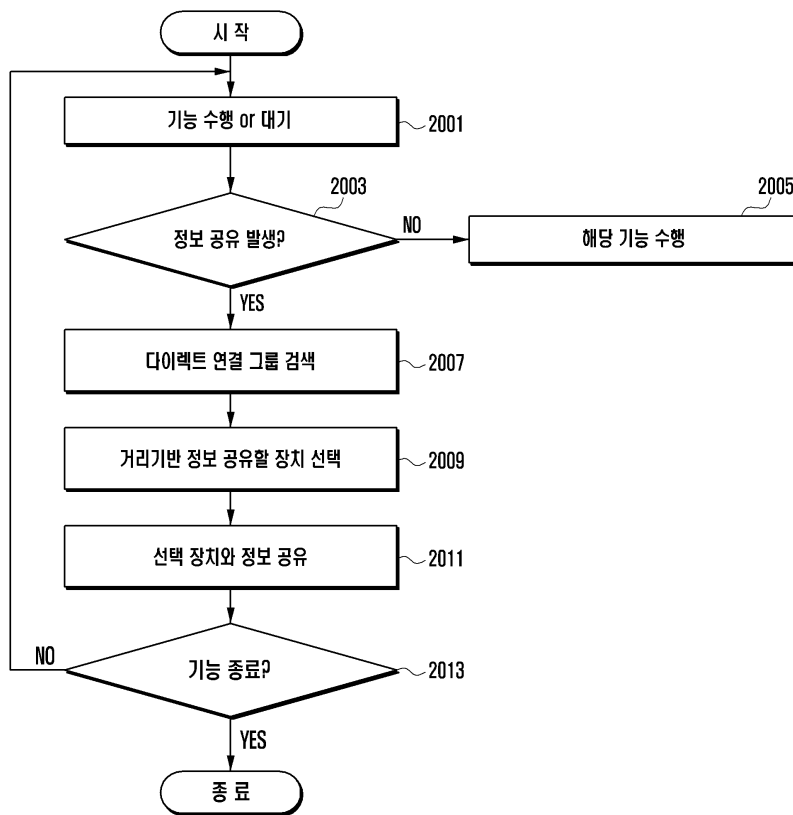 시 작
기능 수행 or 대기
2001
2003
정보 공유 발생?
NO
2005
해당 기능 수행
YES
다이렉트 연결 그룹 검색
2007
거리기반 정보 공유할 장치 선택
2009
선택 장치와 정보 공유
2011
NO
기능 종료?
2013
YES
종 료